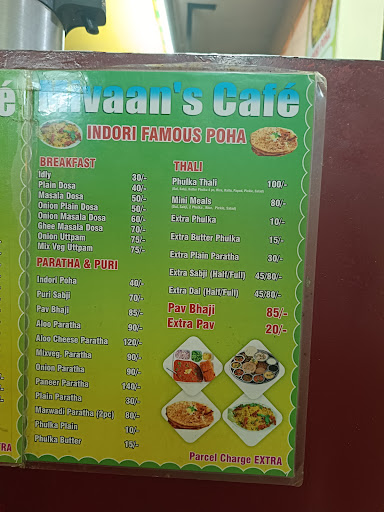 vaan's Café
INDORI FAMOUS POHA
BREAKFAST
Idly 30/-
Plain Dosa 40/-
Masala Dosa 50/-
Onion Plain Dosa 50/-
Onion Masala Dosa 60/-
Ghee Masala Dosa 70/-
Onion Uttpam 75/-
Mix Veg Uttpam 75/-
PARATHA & PURI
Indori Poha 40/-
Puri Sabji 70/-
Pav Bhaji 85/-
Aloo Paratha 90/-
Aloo Cheese Paratha 120/-
Mixveg. Paratha 90/-
Onion Paratha 90/-
Paneer Paratha 140/-
Plain Paratha 30/-
Marwadi Paratha (2pc) 80/-
Phulka Plain 10/-
Phulka Butter 15/-
THALI
Phulka Thali 100/-
Mini Meals 80/-
Extra Phulka 10/-
Extra Butter Phulka 15/-
Extra Plain Paratha 30/-
Extra Sabji (Half/Full) 45/80/-
Extra Dal (Half/Full) 45/80/-
Pav Bhaji 85/-
Extra Pav 20/-
Parcel Charge EXTRA
é
TRA